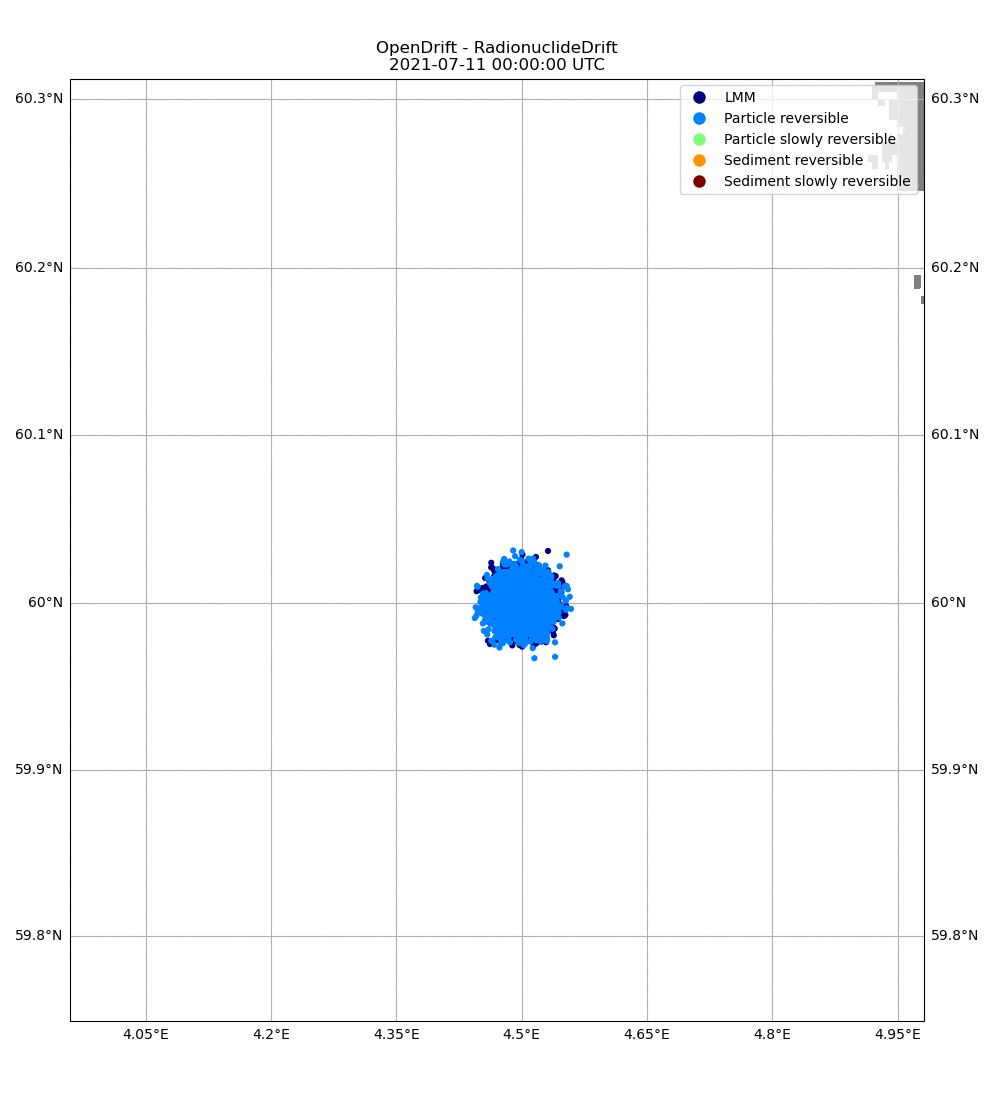 OpenDrift - RadionuclideDrift
2021-07-11 00:00:00 UTC
LMM
Particle reversible
Particle slowly reversible
Sediment reversible
Sediment slowly reversible
60.3°N 60.3°N
60.2°N 60.2°N
60.1°N 60.1°N
60°N 60°N
59.9°N 59.9°N
59.8°N 59.8°N
4.05°E 4.2°E 4.35°E 4.5°E 4.65°E 4.8°E 4.95°E